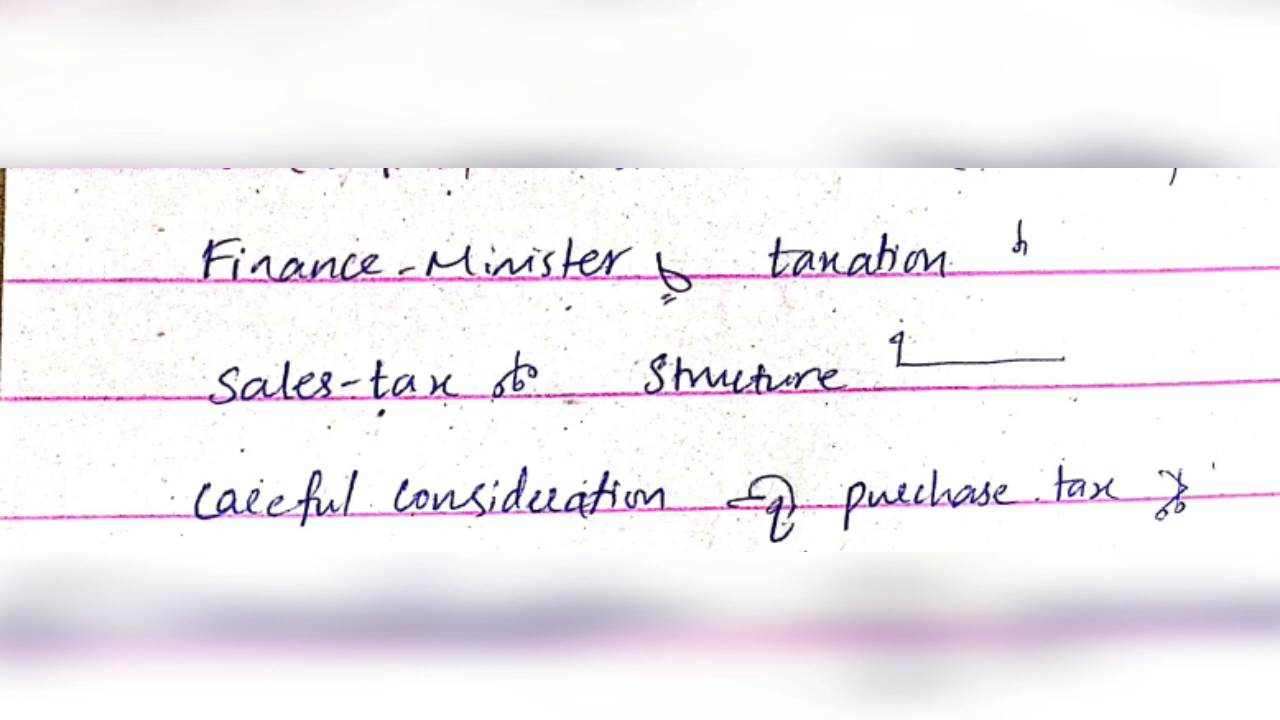 Finance-Minister taxation
Sales-tax Structure
Careful consideration purchase tax